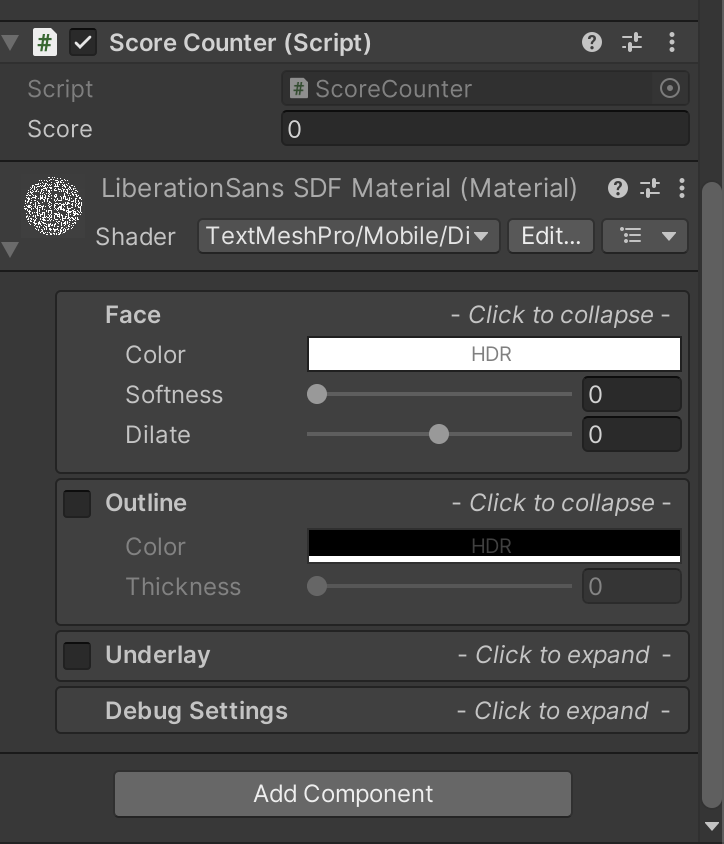 # Score Counter (Script)
Script # ScoreCounter
Score 0
LiberationSans SDF Material (Material)
Shader TextMeshPro/Mobile/Di Edit...
Face - Click to collapse -
Color HDR
Softness 0
Dilate 0
Outline - Click to collapse -
Color HDR
Thickness 0
Underlay - Click to expand -
Debug Settings - Click to expand -
Add Component